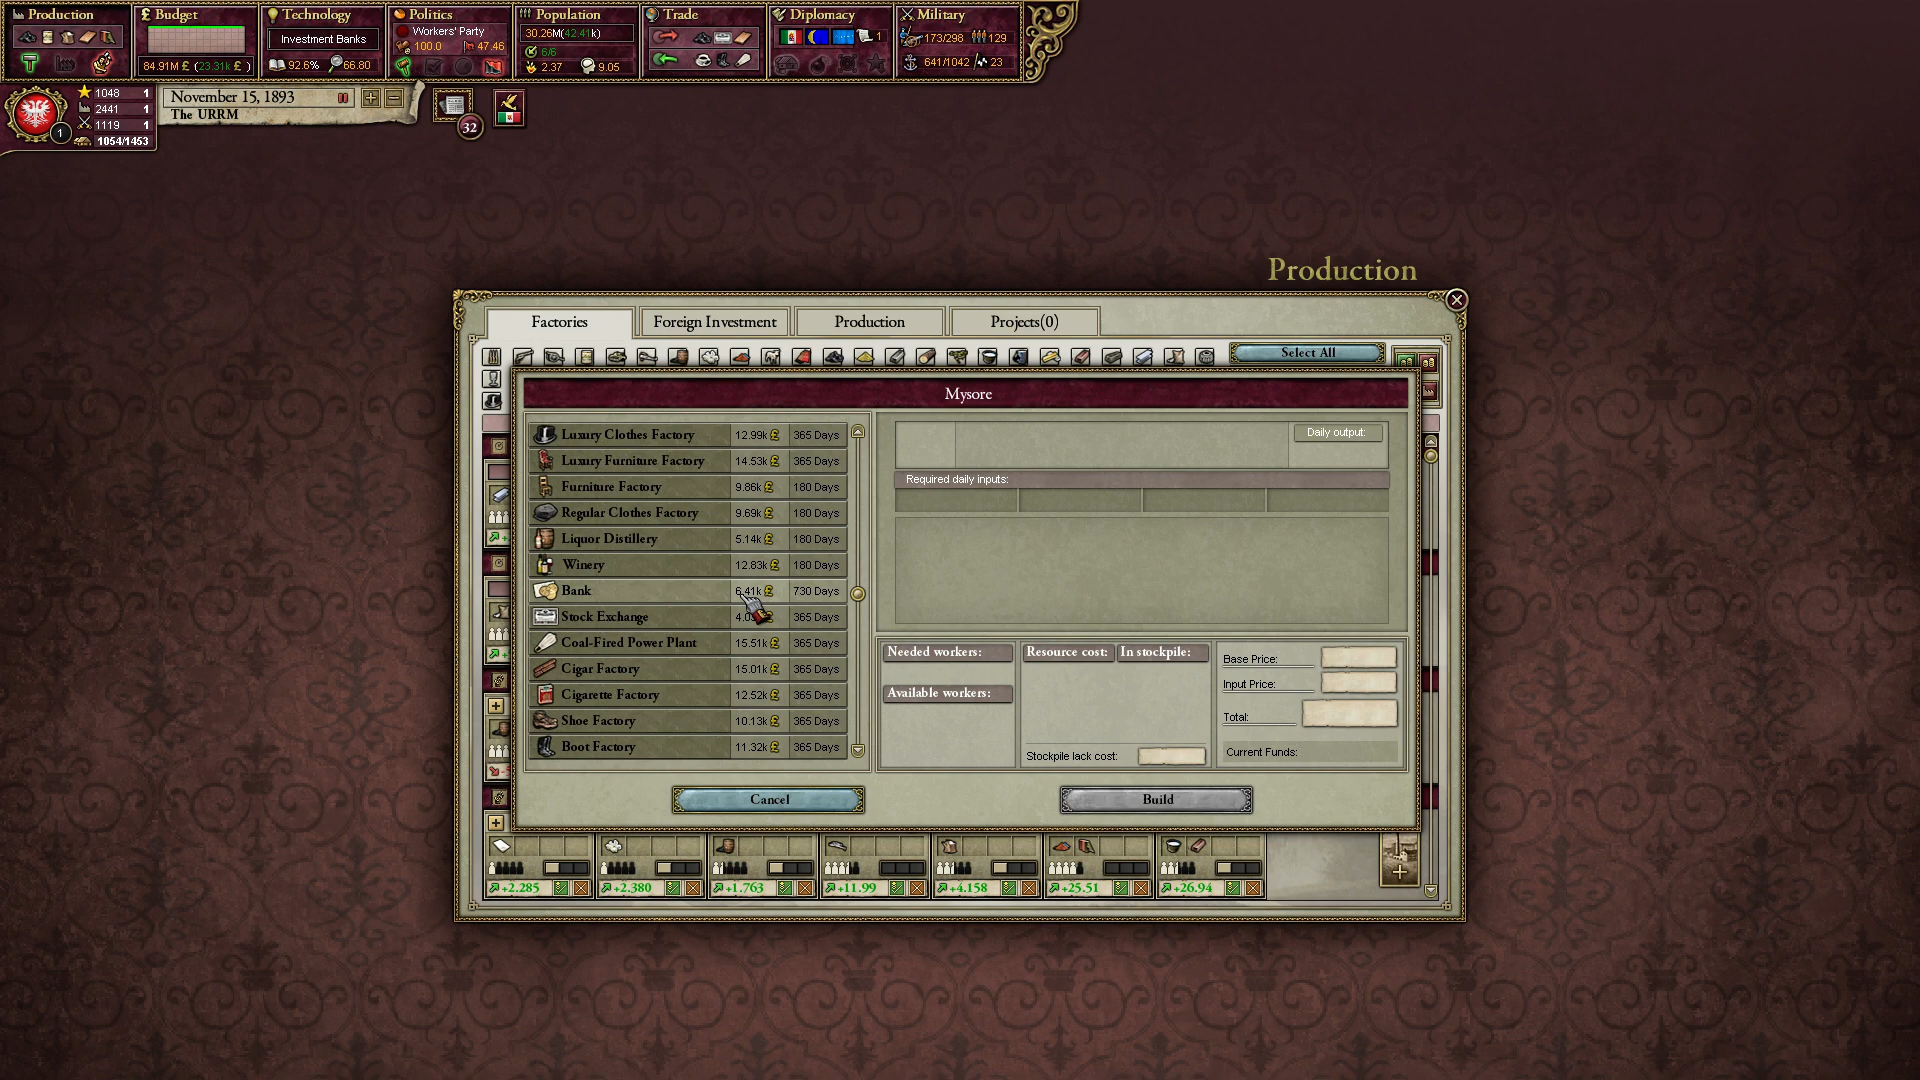 Production
Budget
Technology
Politics
Population
Trade
Diplomacy
Military
84.91M £ (23.31k £ )
Investment Banks
92.6% 66.80
Workers' Party
100.0 47.46
30.26M(42.41k)
6/6
2.37 9.05
1
173/298 129
641/1042 23
1048 1
2441 1
1119 1
1054/1453
1
November 15, 1893
The URRM
32
Production
Factories
Foreign Investment
Production
Projects(0)
Select All
Mysore
Luxury Clothes Factory 12.99k £ 365 Days
Luxury Furniture Factory 14.53k £ 365 Days
Furniture Factory 9.86k £ 180 Days
Regular Clothes Factory 9.69k £ 180 Days
Liquor Distillery 5.14k £ 180 Days
Winery 12.83k £ 180 Days
Bank 6.41k £ 730 Days
Stock Exchange 365 Days
Coal-Fired Power Plant 15.51k £ 365 Days
Cigar Factory 15.01k £ 365 Days
Cigarette Factory 12.52k £ 365 Days
Shoe Factory 10.13k £ 365 Days
Boot Factory 11.32k £ 365 Days
Daily output:
Required daily inputs:
Needed workers:
Available workers:
Resource cost:
In stockpile:
Stockpile lack cost:
Base Price:
Input Price:
Total:
Current Funds:
Cancel
Build
+2.285
+2.380
+1.763
+11.99
+4.158
+25.51
+26.94